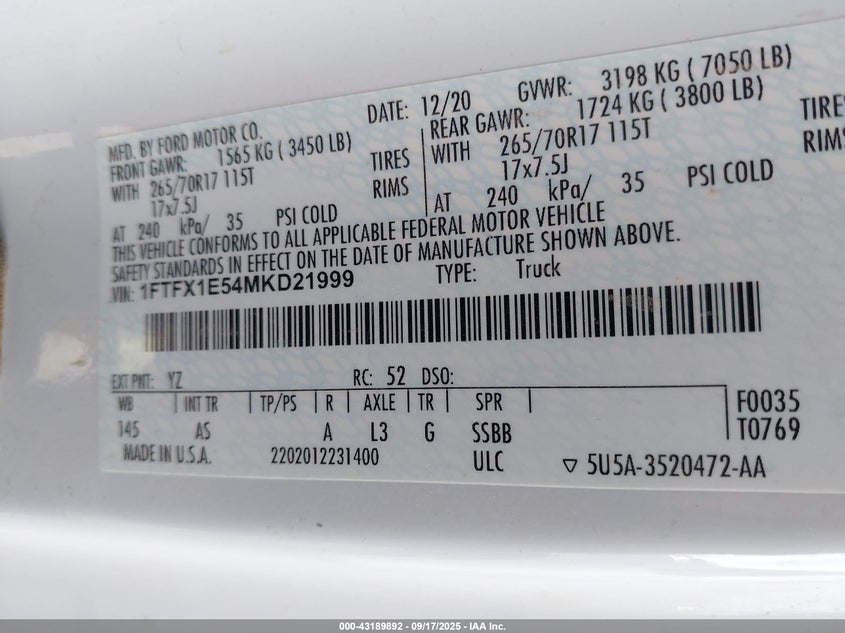 MFD. BY FORD MOTOR CO.
DATE: 12/20
GVWR: 3198 KG ( 7050 LB)
FRONT GAWR: 1565 KG ( 3450 LB)
REAR GAWR: 1724 KG ( 3800 LB)
WITH 265/70R17 115T TIRES
WITH 265/70R17 115T TIRES
17x7.5J RIMS
17x7.5J RIMS
AT 240 kPa/ 35 PSI COLD
AT 240 kPa/ 35 PSI COLD
THIS VEHICLE CONFORMS TO ALL APPLICABLE FEDERAL MOTOR VEHICLE
SAFETY STANDARDS IN EFFECT ON THE DATE OF MANUFACTURE SHOWN ABOVE.
VIN: 1FTFX1E54MKD21999 TYPE: Truck
EXT PNT: YZ RC: 52 DSO:
WB INT TR TP/PS R AXLE TR SPR F0035
145 AS A L3 G SSBB T0769
MADE IN U.S.A. 2202012231400 ULC ▽ 5U5A-3520472-AA
000-43189892 - 09/17/2025 - IAA Inc.